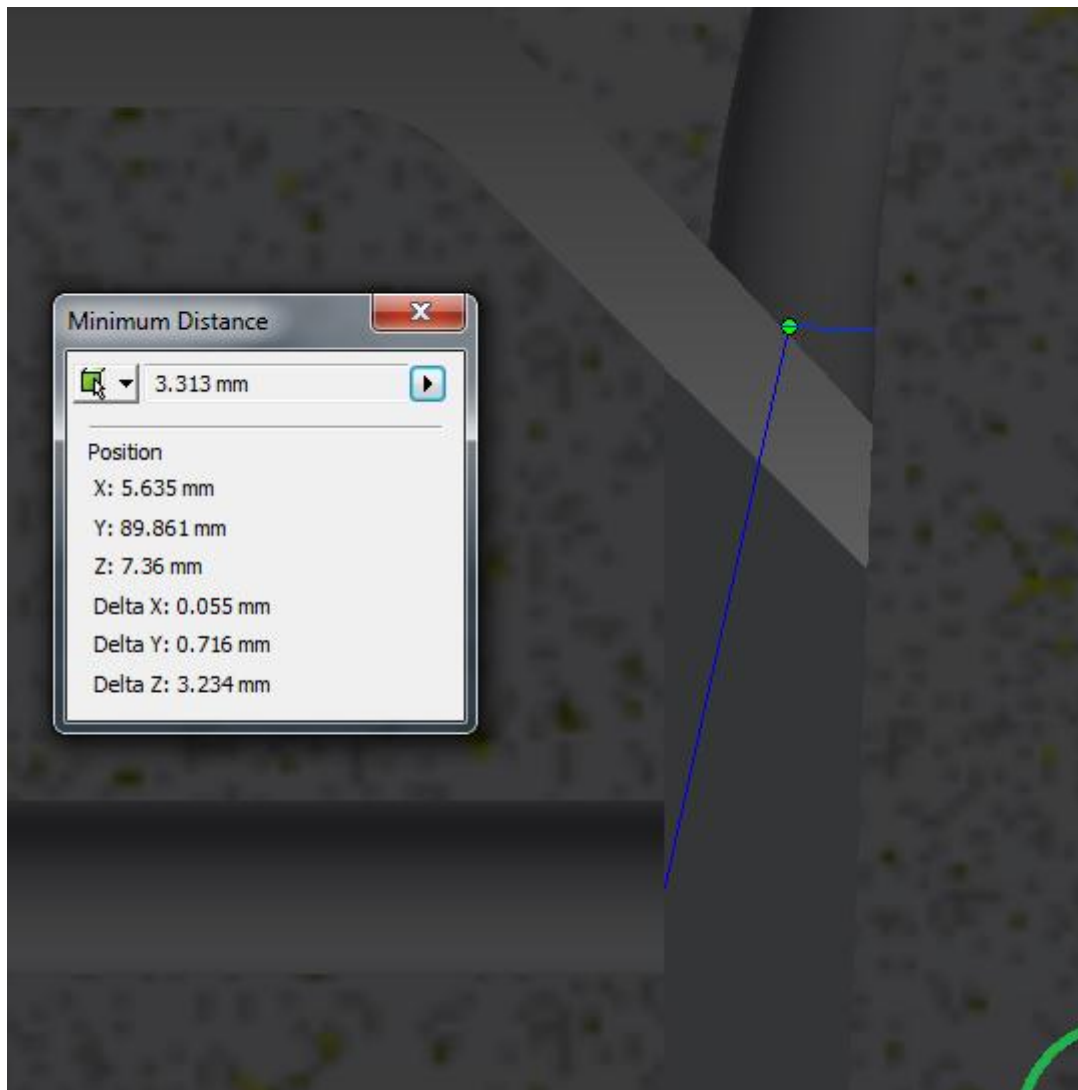 Minimum Distance
3.313 mm
Position
X: 5.635 mm
Y: 89.861 mm
Z: 7.36 mm
Delta X: 0.055 mm
Delta Y: 0.716 mm
Delta Z: 3.234 mm